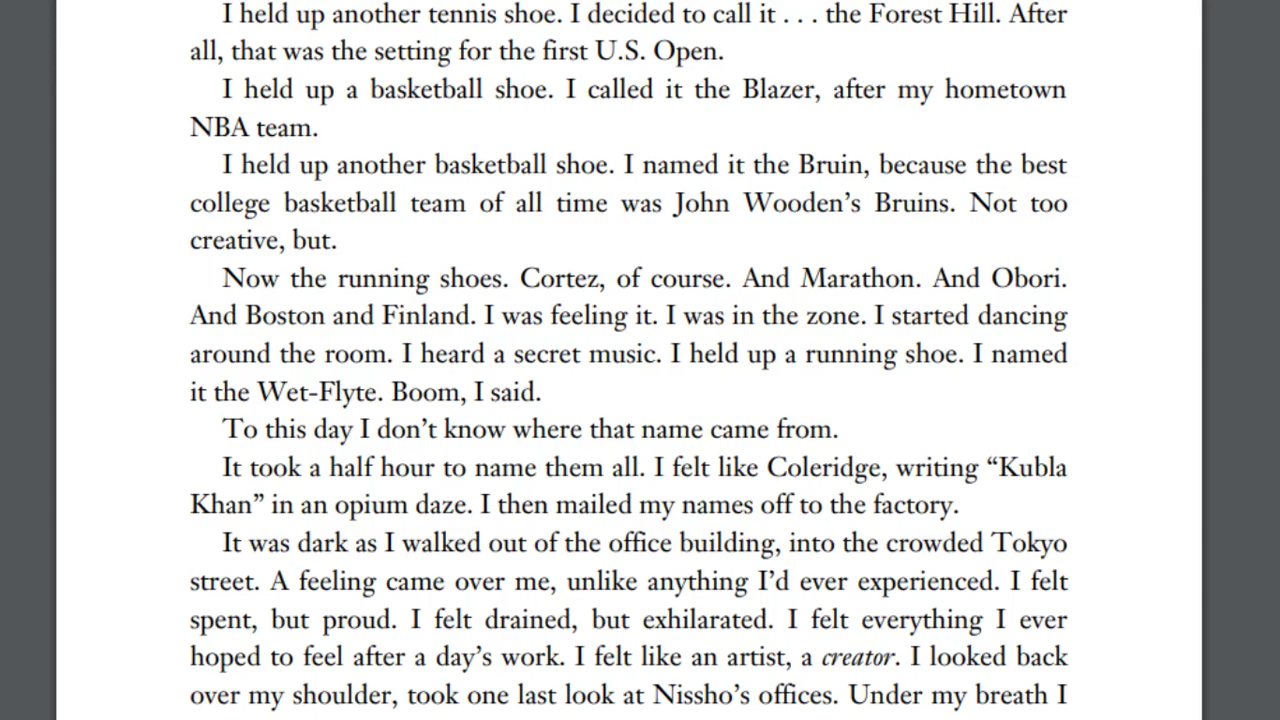 I held up another tennis shoe. I decided to call it . . . the Forest Hill. After
all, that was the setting for the first U.S. Open.
I held up a basketball shoe. I called it the Blazer, after my hometown
NBA team.
I held up another basketball shoe. I named it the Bruin, because the best
college basketball team of all time was John Wooden’s Bruins. Not too
creative, but.
Now the running shoes. Cortez, of course. And Marathon. And Obori.
And Boston and Finland. I was feeling it. I was in the zone. I started dancing
around the room. I heard a secret music. I held up a running shoe. I named
it the Wet-Flyte. Boom, I said.
To this day I don’t know where that name came from.
It took a half hour to name them all. I felt like Coleridge, writing “Kubla
Khan” in an opium daze. I then mailed my names off to the factory.
It was dark as I walked out of the office building, into the crowded Tokyo
street. A feeling came over me, unlike anything I’d ever experienced. I felt
spent, but proud. I felt drained, but exhilarated. I felt everything I ever
hoped to feel after a day’s work. I felt like an artist, a creator. I looked back
over my shoulder, took one last look at Nissho’s offices. Under my breath I